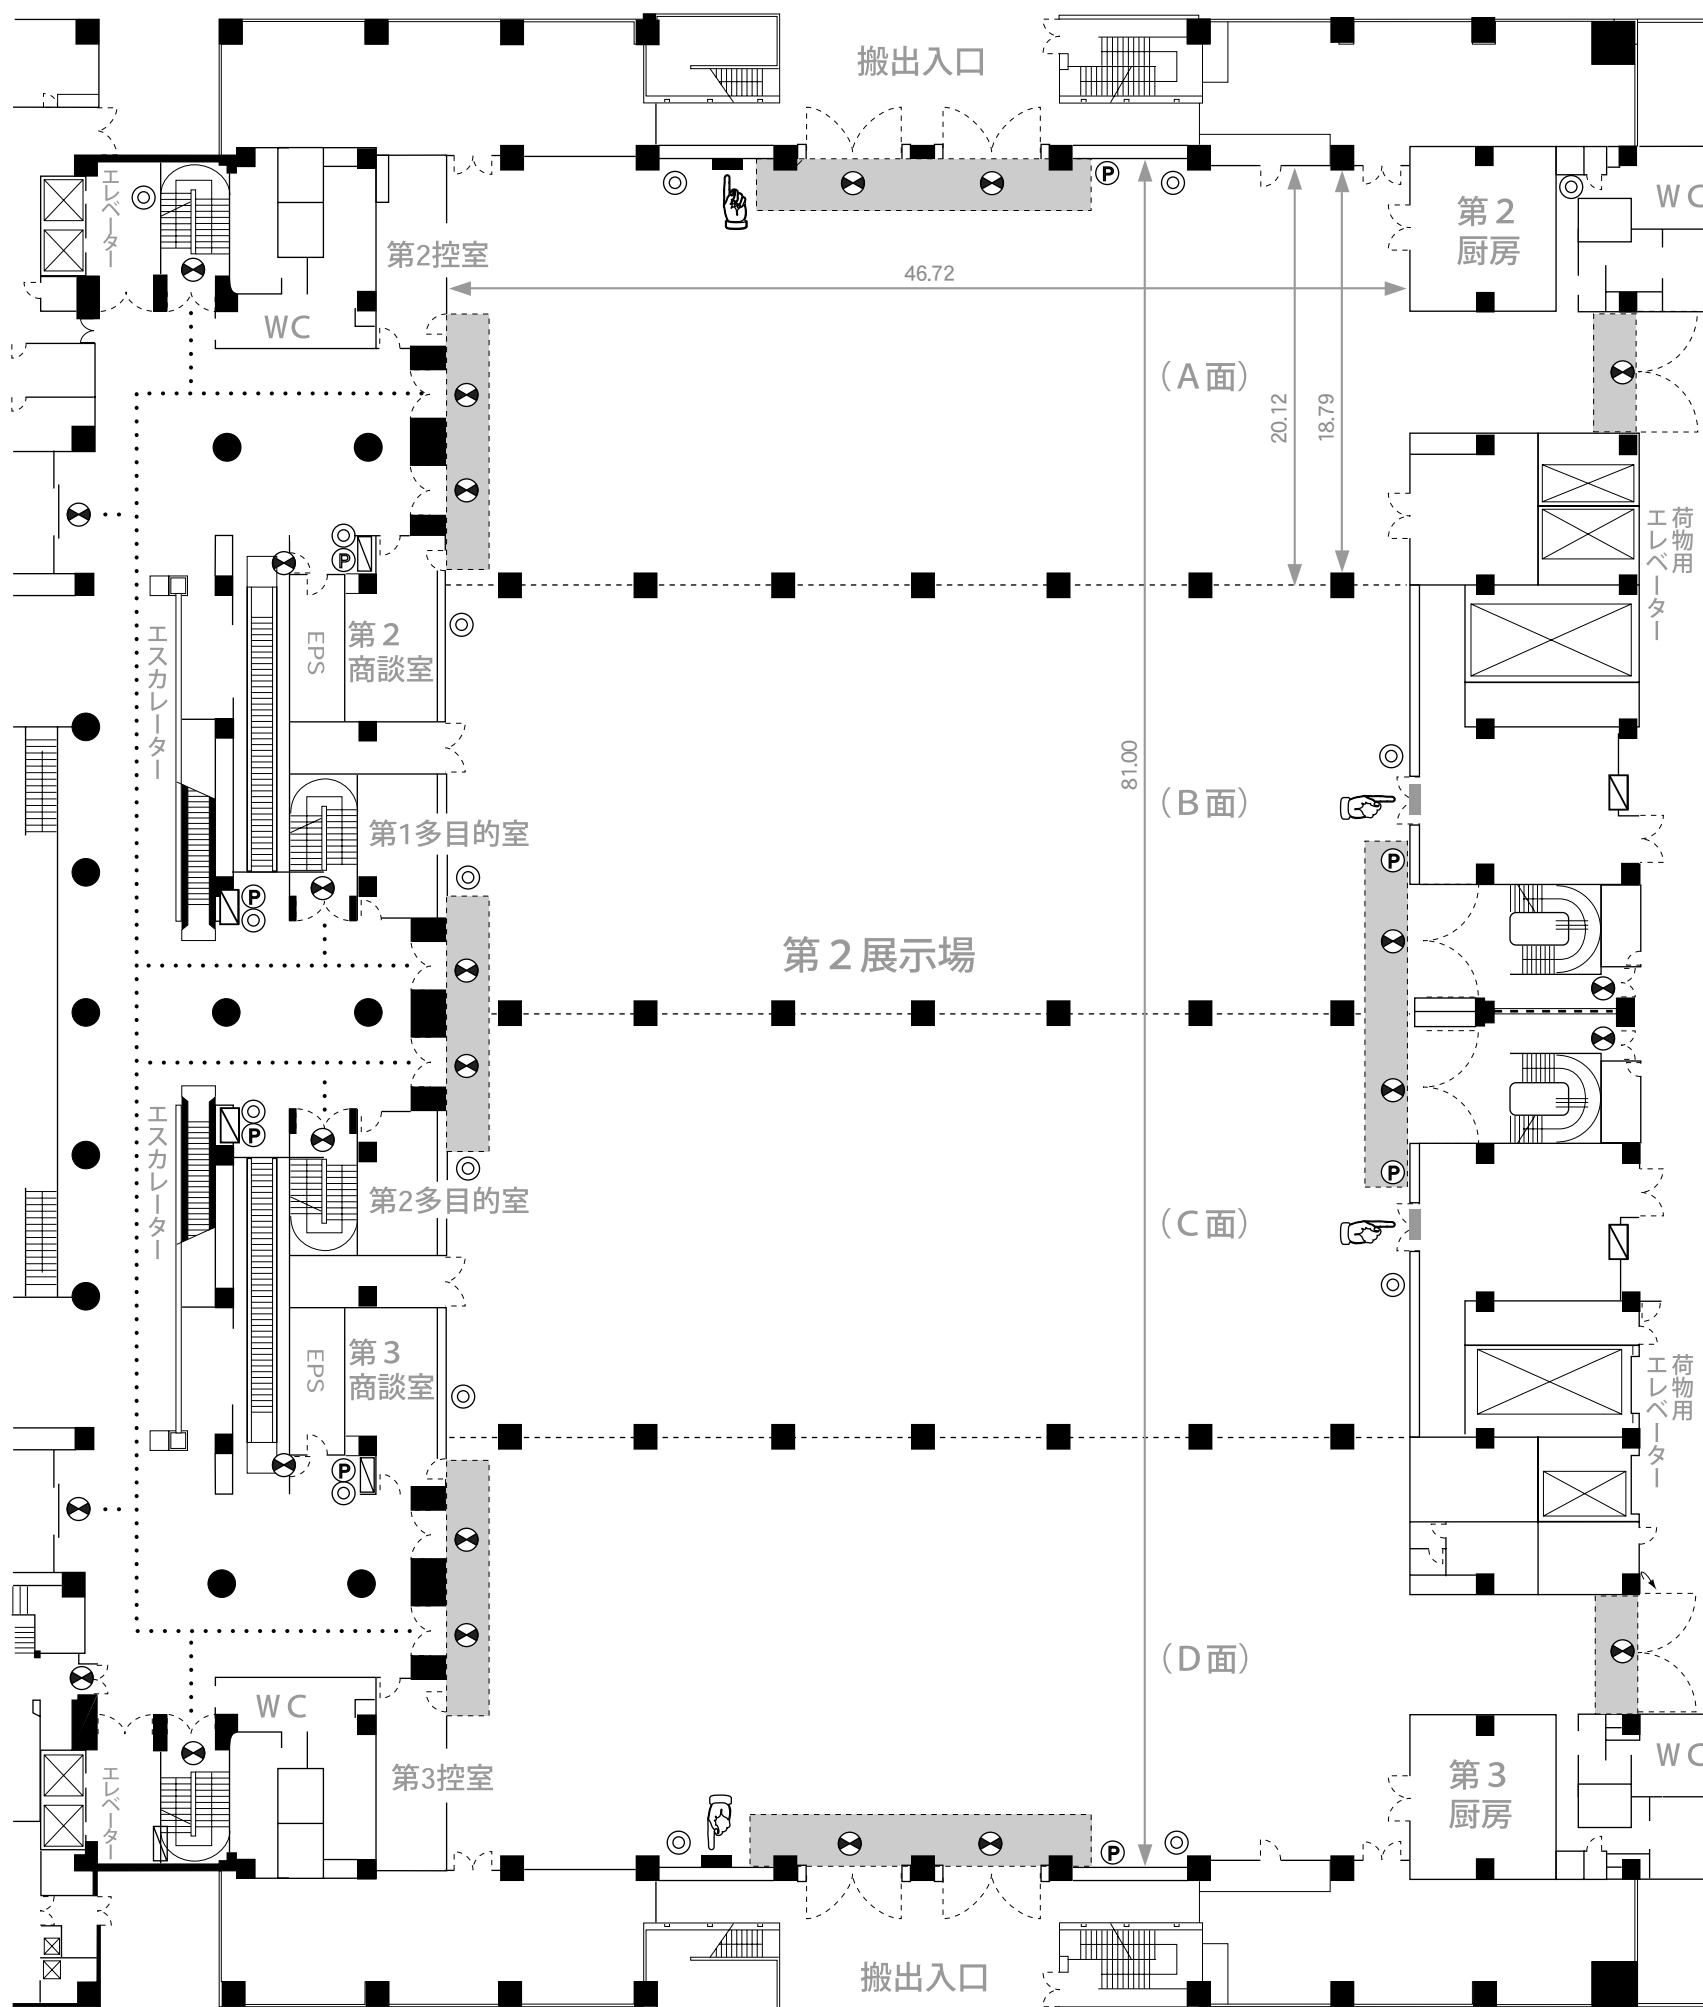 搬出入口
P
エレベーター
第2控室
第２
厨房
WC
46.72
WC
（A面）
20.12
18.79
P
荷物用
エレベーター
エスカレーター
EPS
第２
商談室
81.00
（B面）
第1多目的室
P
P
第２展示場
エスカレーター
P
P
第2多目的室
（C面）
EPS
第３
商談室
荷物用
エレベーター
P
（D面）
WC
WC
第3控室
第３
厨房
エレベーター
P
搬出入口